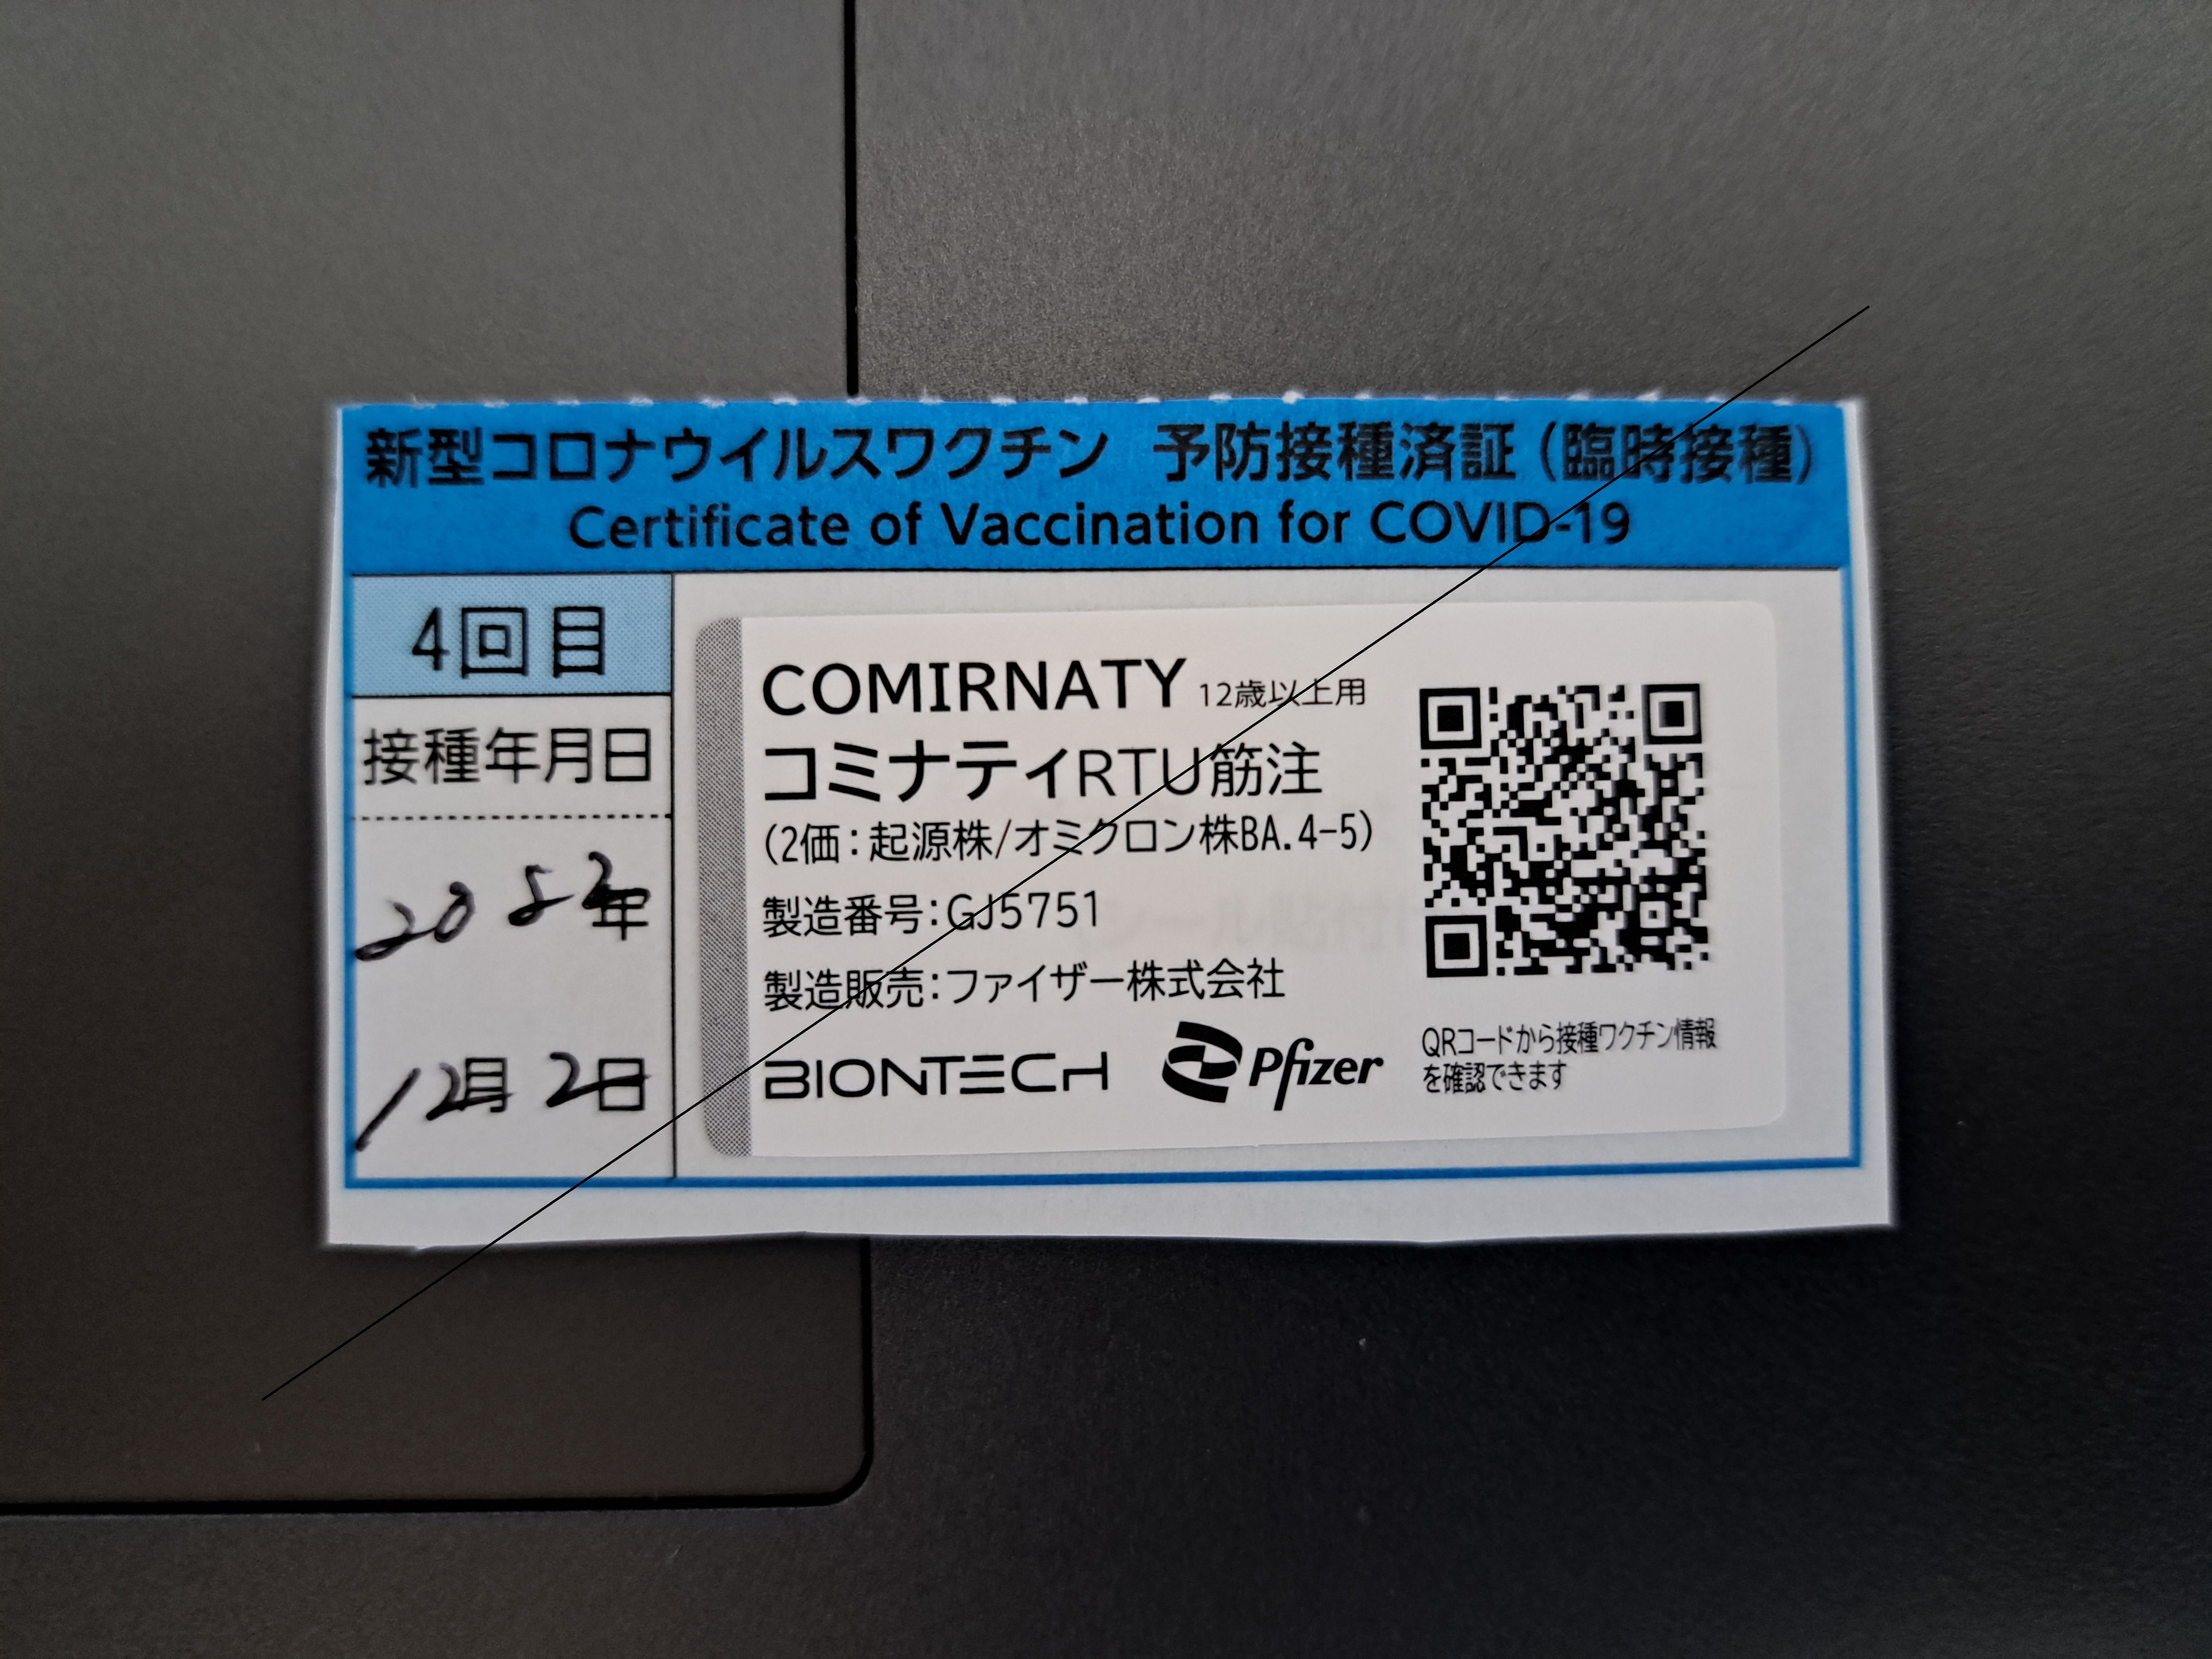 新型コロナウイルスワクチン 予防接種済証(臨時接種)
Certificate of Vaccination for COVID-19
4回目
接種年月日
2022年
12月2日
COMIRNATY 12歳以上用
コミナティRTU筋注
(2価:起源株/オミクロン株BA.4-5)
製造番号:GJ5751
製造販売:ファイザー株式会社
BIONTECH Pfizer
QRコードから接種ワクチン情報
を確認できます